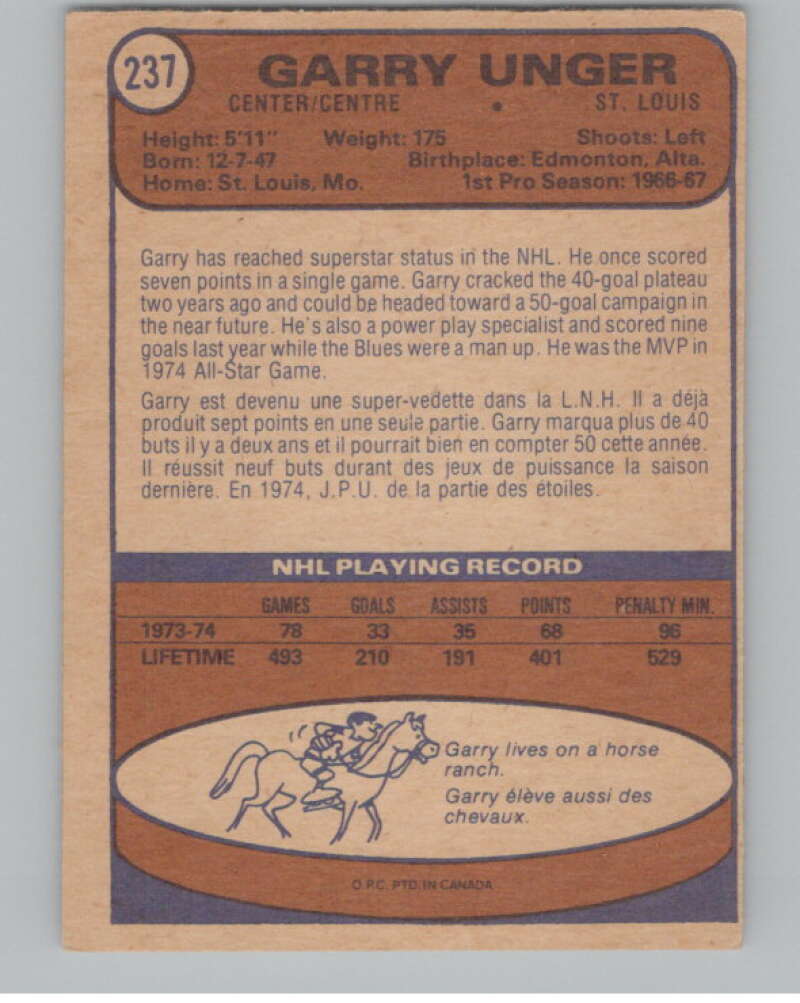 237
GARRY UNGER
CENTER/CENTRE • ST. LOUIS
Height: 5'11" Weight: 175 Shoots: Left
Born: 12-7-47 Birthplace: Edmonton, Alta.
Home: St. Louis, Mo. 1st Pro Season: 1966-67
Garry has reached superstar status in the NHL. He once scored
seven points in a single game. Garry cracked the 40-goal plateau
two years ago and could be headed toward a 50-goal campaign in
the near future. He's also a power play specialist and scored nine
goals last year while the Blues were a man up. He was the MVP in
1974 All-Star Game.
Garry est devenu une super-vedette dans la L.N.H. Il a déjà
produit sept points en une seule partie. Garry marqua plus de 40
buts il y a deux ans et il pourrait bien en compter 50 cette année.
Il réussit neuf buts durant des jeux de puissance la saison
dernière. En 1974, J.P.U. de la partie des étoiles.
NHL PLAYING RECORD
GAMES GOALS ASSISTS POINTS PENALTY MIN.
1973-74 78 33 35 68 96
LIFETIME 493 210 191 401 529
Garry lives on a horse
ranch.
Garry élève aussi des
chevaux.
O.P.C. PTD. IN CANADA